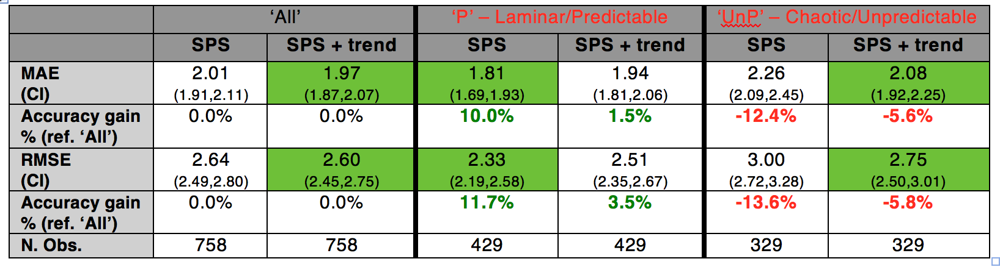 ‘All’ ‘P’ – Laminar/Predictable ‘UnP’ – Chaotic/Unpredictable
SPS SPS + trend SPS SPS + trend SPS SPS + trend
MAE 2.01 1.97 1.81 1.94 2.26 2.08
(CI) (1.91,2.11) (1.87,2.07) (1.69,1.93) (1.81,2.06) (2.09,2.45) (1.92,2.25)
Accuracy gain 0.0% 0.0% 10.0% 1.5% -12.4% -5.6%
% (ref. ‘All’)
RMSE 2.64 2.60 2.33 2.51 3.00 2.75
(CI) (2.49,2.80) (2.45,2.75) (2.19,2.58) (2.35,2.67) (2.72,3.28) (2.50,3.01)
Accuracy gain 0.0% 0.0% 11.7% 3.5% -13.6% -5.8%
% (ref. ‘All’)
N. Obs. 758 758 429 429 329 329